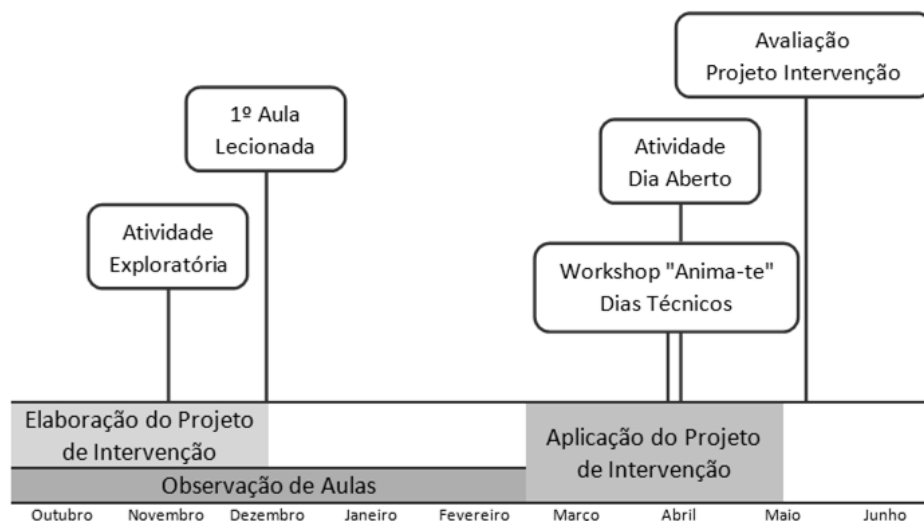 Avaliação
Projeto Intervenção
1º Aula
Lecionada
Atividade
Dia Aberto
Atividade
Exploratória
Workshop "Anima-te"
Dias Técnicos
Elaboração do Projeto
de Intervenção
Aplicação do Projeto
de Intervenção
Observação de Aulas
Outubro Novembro Dezembro Janeiro Fevereiro Março Abril Maio Junho